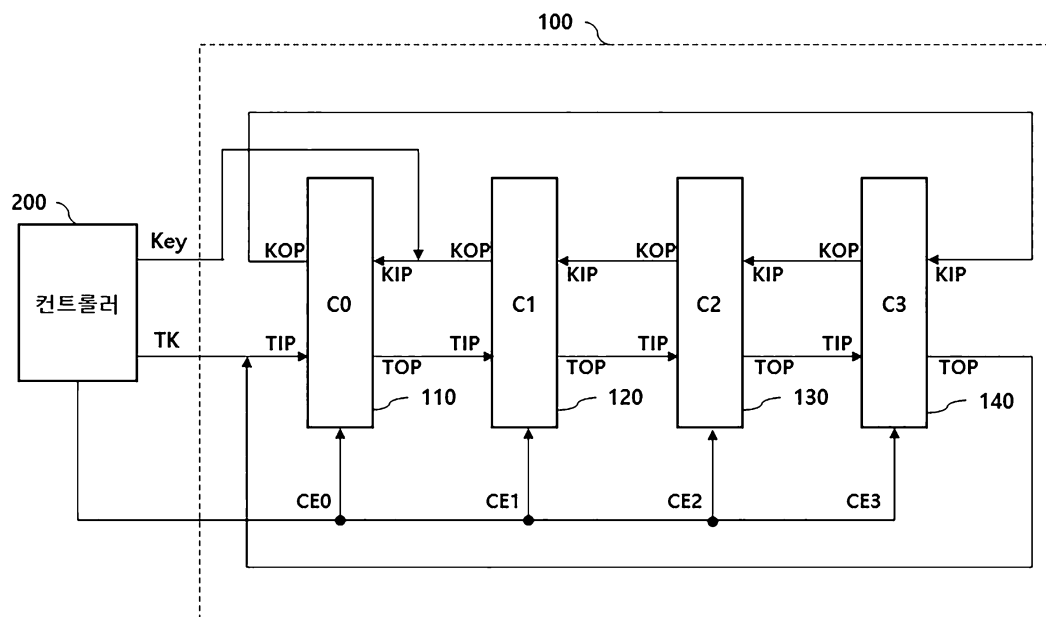 100
200
Key
KOP
KIP
KOP
KIP
KOP
KIP
KOP
KIP
컨트롤러
C0
C1
C2
C3
TK
TIP
TOP
TIP
TOP
TIP
TOP
TIP
TOP
110
120
130
140
CE0
CE1
CE2
CE3